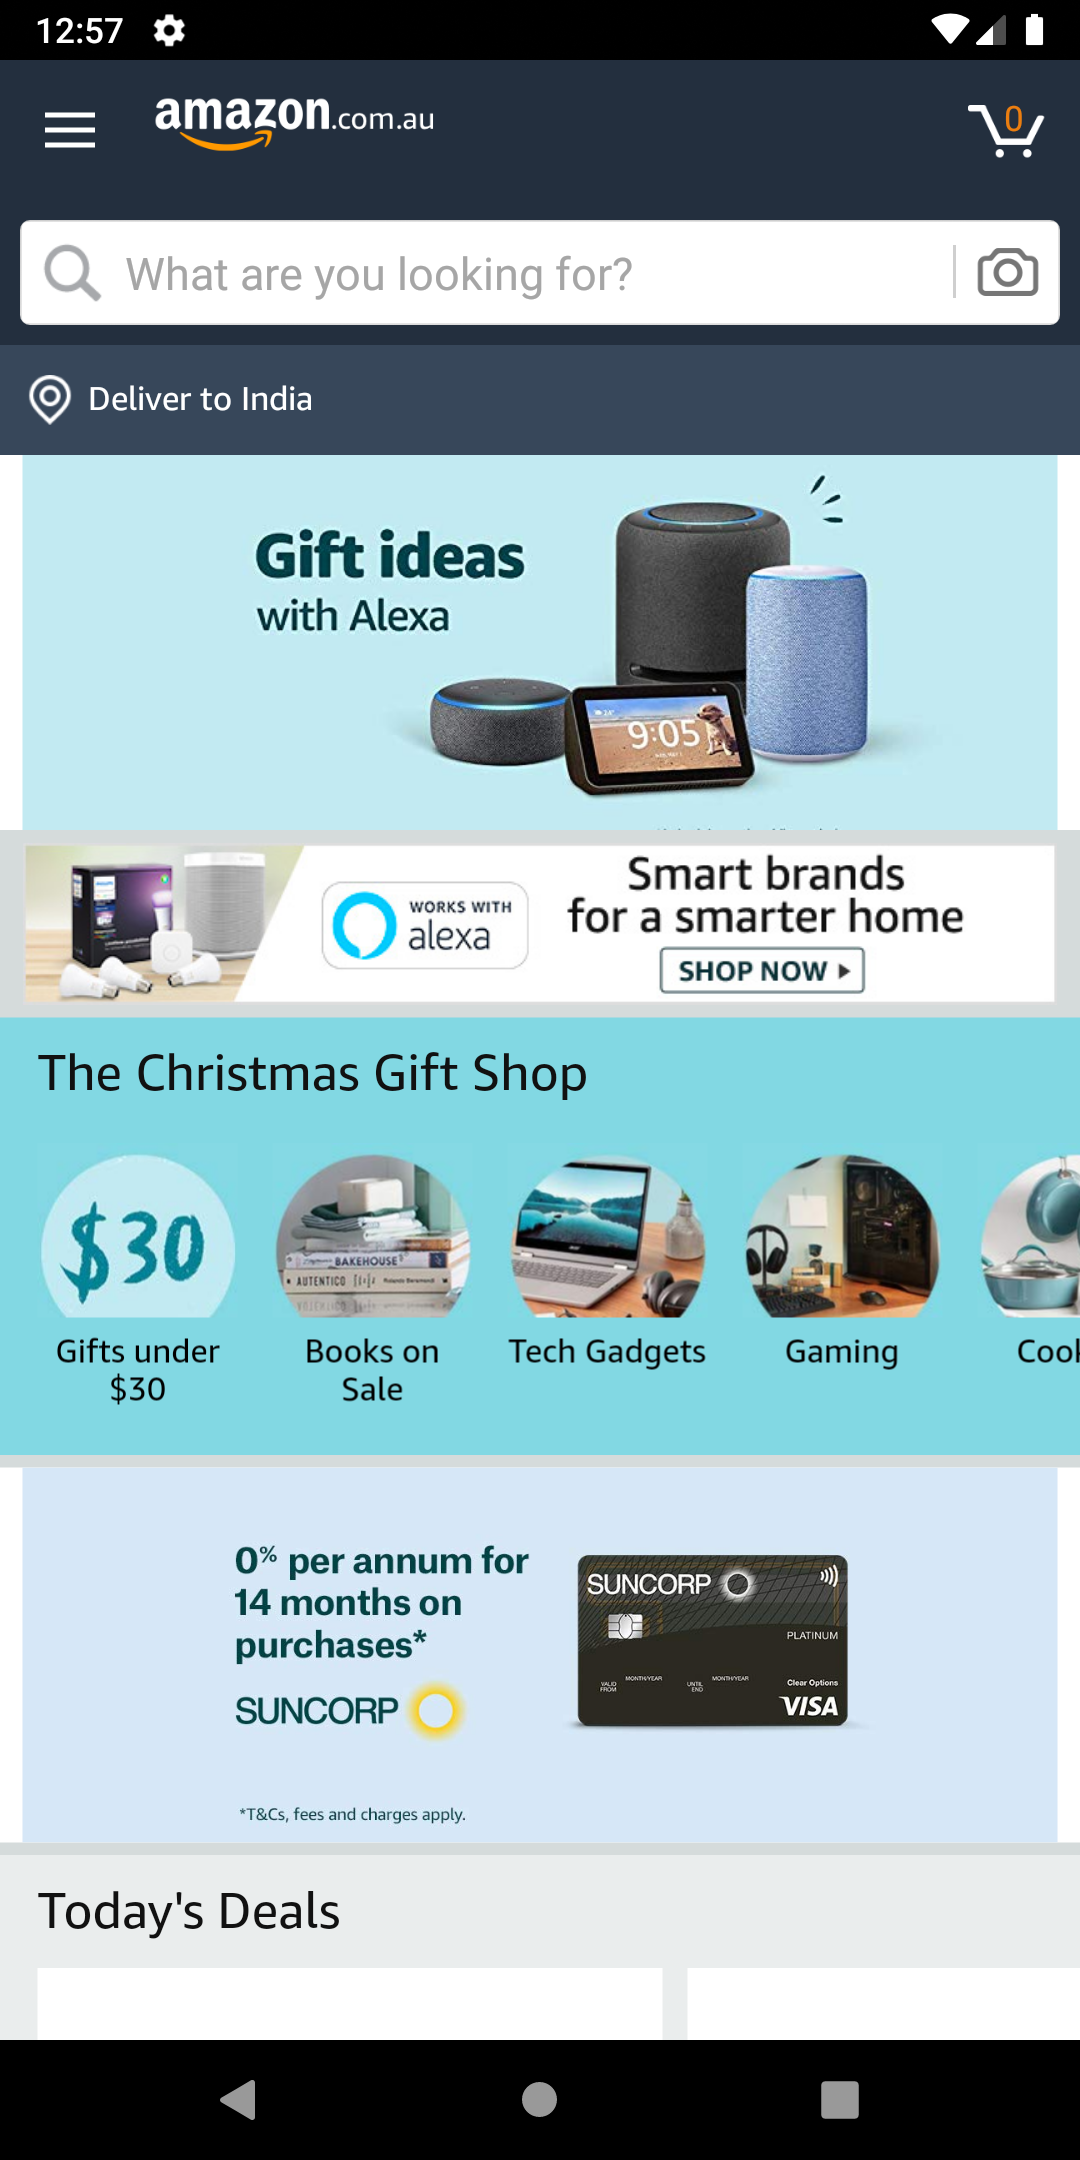 12:57
amazon.com.au
0
What are you looking for?
Deliver to India
Gift ideas
with Alexa
9:05
WORKS WITH
alexa
Smart brands
for a smarter home
SHOP NOW
The Christmas Gift Shop
$30
BAKEHOUSE
AUTENTICO
Gifts under
$30
Books on
Sale
Tech Gadgets
Gaming
Cook
0% per annum for
14 months on
purchases*
SUNCORP
*T&Cs, fees and charges apply.
SUNCORP
PLATINUM
VALID
FROM
MONTH/YEAR
UNTIL
END
MONTH/YEAR
Clear Options
VISA
Today's Deals